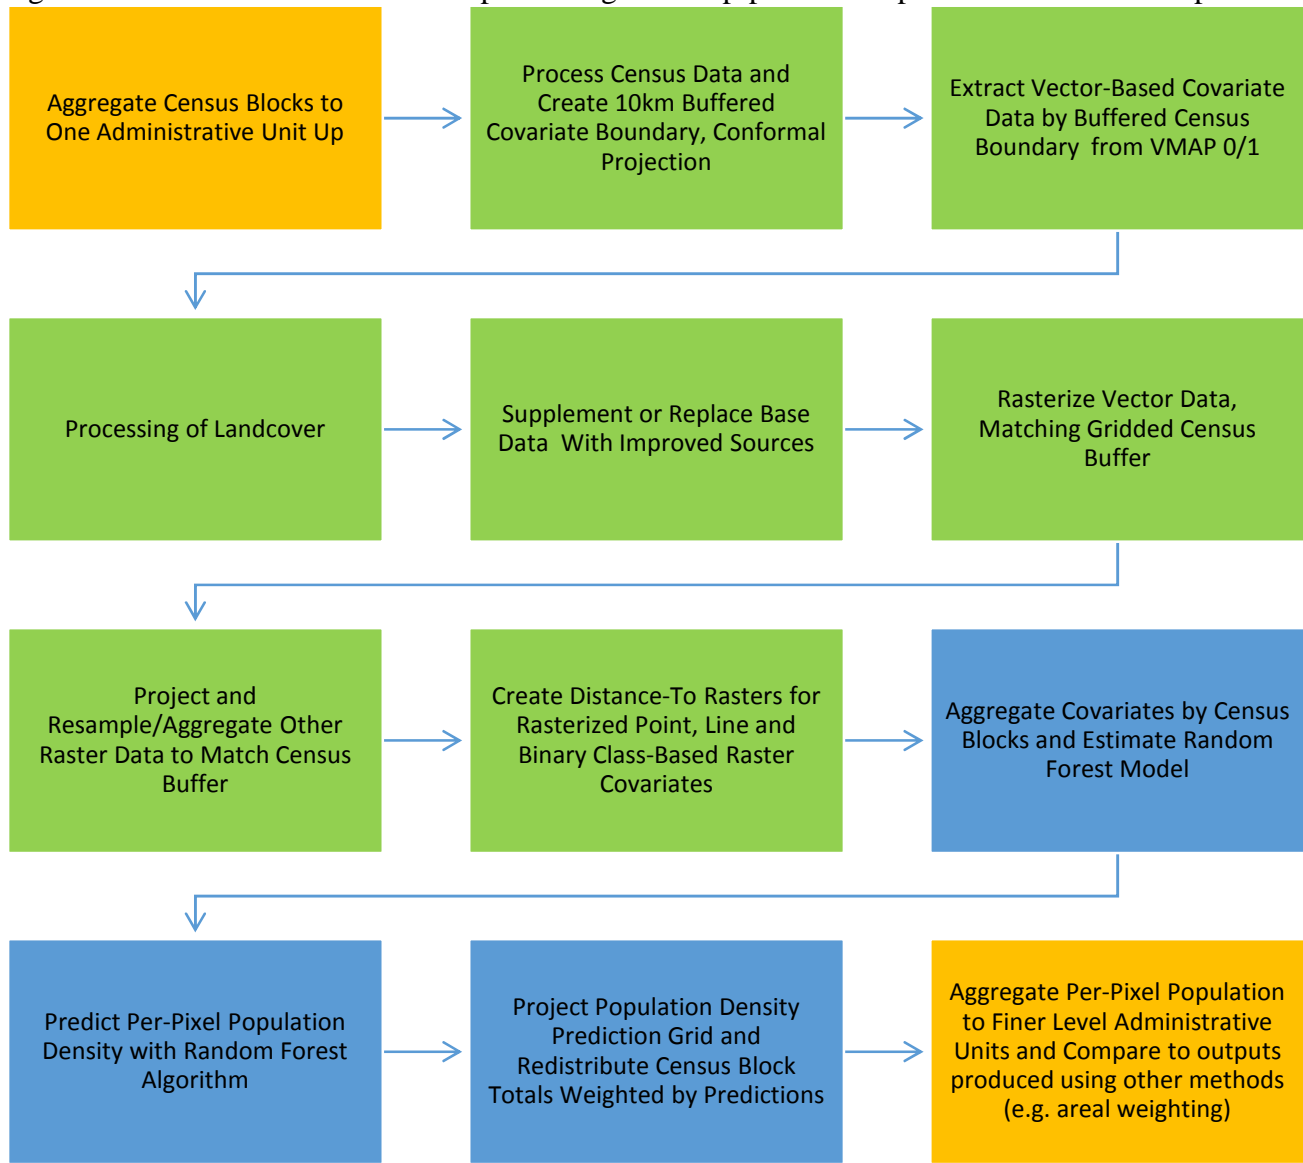 Aggregate Census Blocks to
One Administrative Unit Up
Process Census Data and
Create 10km Buffered
Covariate Boundary, Conformal
Projection
Extract Vector-Based Covariate
Data by Buffered Census
Boundary from VMAP 0/1
Processing of Landcover
Supplement or Replace Base
Data With Improved Sources
Rasterize Vector Data,
Matching Gridded Census
Buffer
Project and
Resample/Aggregate Other
Raster Data to Match Census
Buffer
Create Distance-To Rasters for
Rasterized Point, Line and
Binary Class-Based Raster
Covariates
Aggregate Covariates by Census
Blocks and Estimate Random
Forest Model
Predict Per-Pixel Population
Density with Random Forest
Algorithm
Project Population Density
Prediction Grid and
Redistribute Census Block
Totals Weighted by Predictions
Aggregate Per-Pixel Population
to Finer Level Administrative
Units and Compare to outputs
produced using other methods
(e.g. areal weighting)